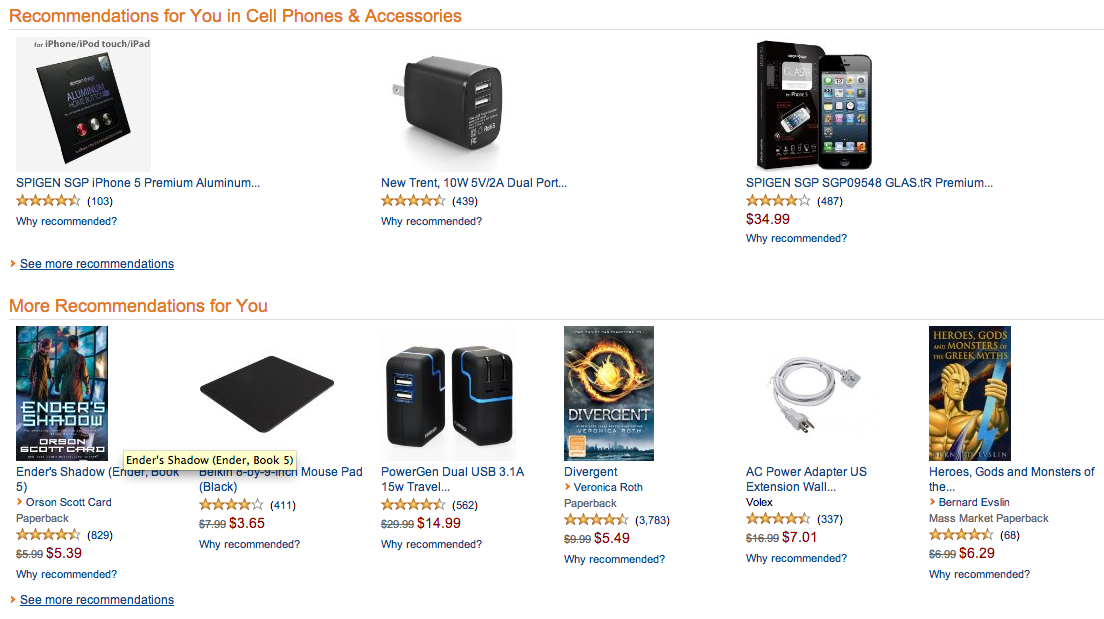 Recommendations for You in Cell Phones & Accessories
for iPhone/iPod touch/iPad
ALUMINUM
GLAS.t
RoHS
SPIGEN SGP iPhone 5 Premium Aluminum...
(103)
Why recommended?
New Trent, 10W 5V/2A Dual Port...
(439)
Why recommended?
SPIGEN SGP SGP09548 GLAS.tR Premium...
(487)
$34.99
Why recommended?
See more recommendations
More Recommendations for You
ENDER'S
SHADOW
ORSON
SCOTT CARD
DIVERGENT
VERONICA ROTH
HEROES, GODS
AND MONSTERS OF
THE GREEK MYTHS
BERNARD EVSLIN
Ender's Shadow (Ender, Book 5)
Ender's Shadow (Ender, Book
5)
Orson Scott Card
Paperback
(829)
$5.99 $5.39
Why recommended?
Belkin 8-by-9-Inch Mouse Pad
(Black)
(411)
$7.99 $3.65
Why recommended?
PowerGen Dual USB 3.1A
15w Travel...
(562)
$29.99 $14.99
Why recommended?
Divergent
Veronica Roth
Paperback
(3,783)
$9.99 $5.49
Why recommended?
AC Power Adapter US
Extension Wall...
Volex
(337)
$16.99 $7.01
Why recommended?
Heroes, Gods and Monsters of
the...
Bernard Evslin
Mass Market Paperback
(68)
$6.99 $6.29
Why recommended?
See more recommendations